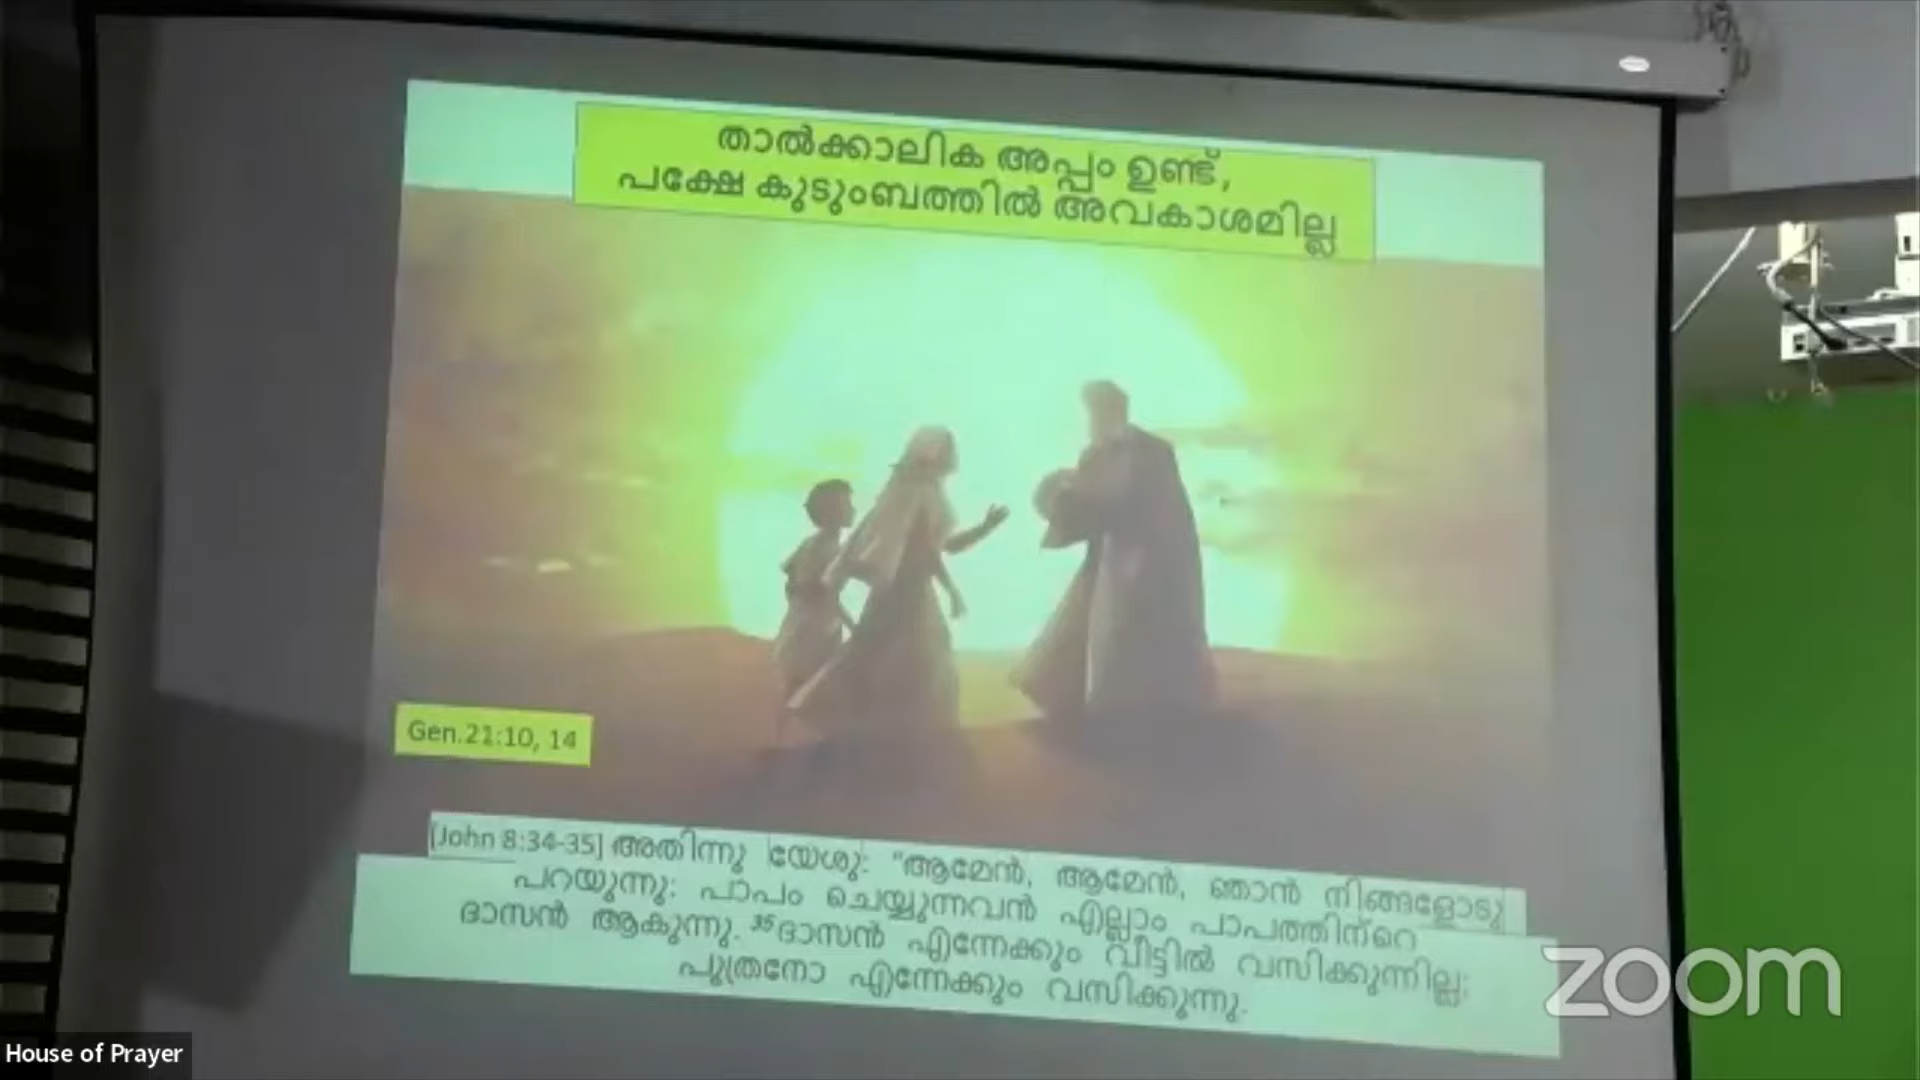 താൽക്കാലിക അപ്പം ഉണ്ട്,
പക്ഷേ കുടുംബത്തിൽ അവകാശമില്ല
Gen.21:10, 14
[John 8:34-35] അതിന്നു യേശു: “ആമേൻ, ആമേൻ, ഞാൻ നിങ്ങളോടു
പറയുന്നു: പാപം ചെയ്യുന്നവൻ എല്ലാം പാപത്തിന്റെ
ദാസൻ ആകുന്നു. ³⁵ദാസൻ എന്നേക്കും വീട്ടിൽ വസിക്കുന്നില്ല;
പുത്രനോ എന്നേക്കും വസിക്കുന്നു.
zoom
House of Prayer